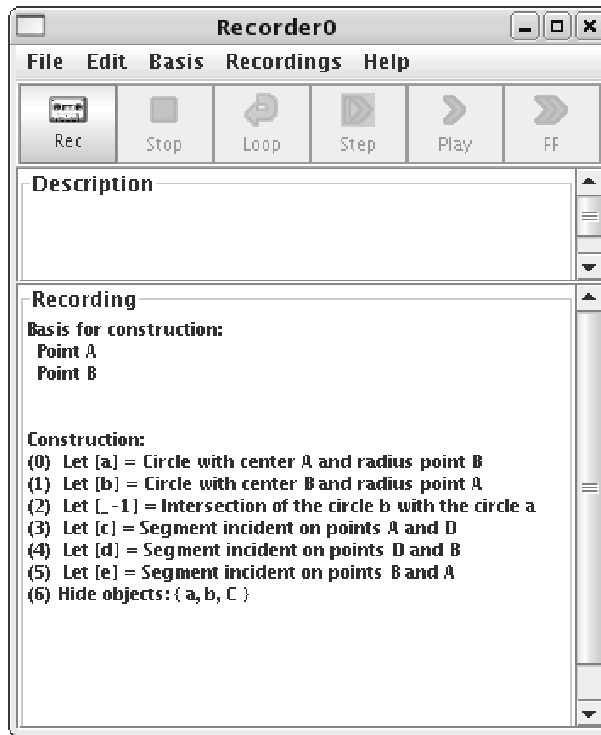 Recorder0
File Edit Basis Recordings Help
Rec Stop Loop Step Play FF
Description
Recording
Basis for construction:
Point A
Point B
Construction:
(0) Let [a] = Circle with center A and radius point B
(1) Let [b] = Circle with center B and radius point A
(2) Let [_-1] = Intersection of the circle b with the circle a
(3) Let [c] = Segment incident on points A and D
(4) Let [d] = Segment incident on points D and B
(5) Let [e] = Segment incident on points B and A
(6) Hide objects: { a, b, C }